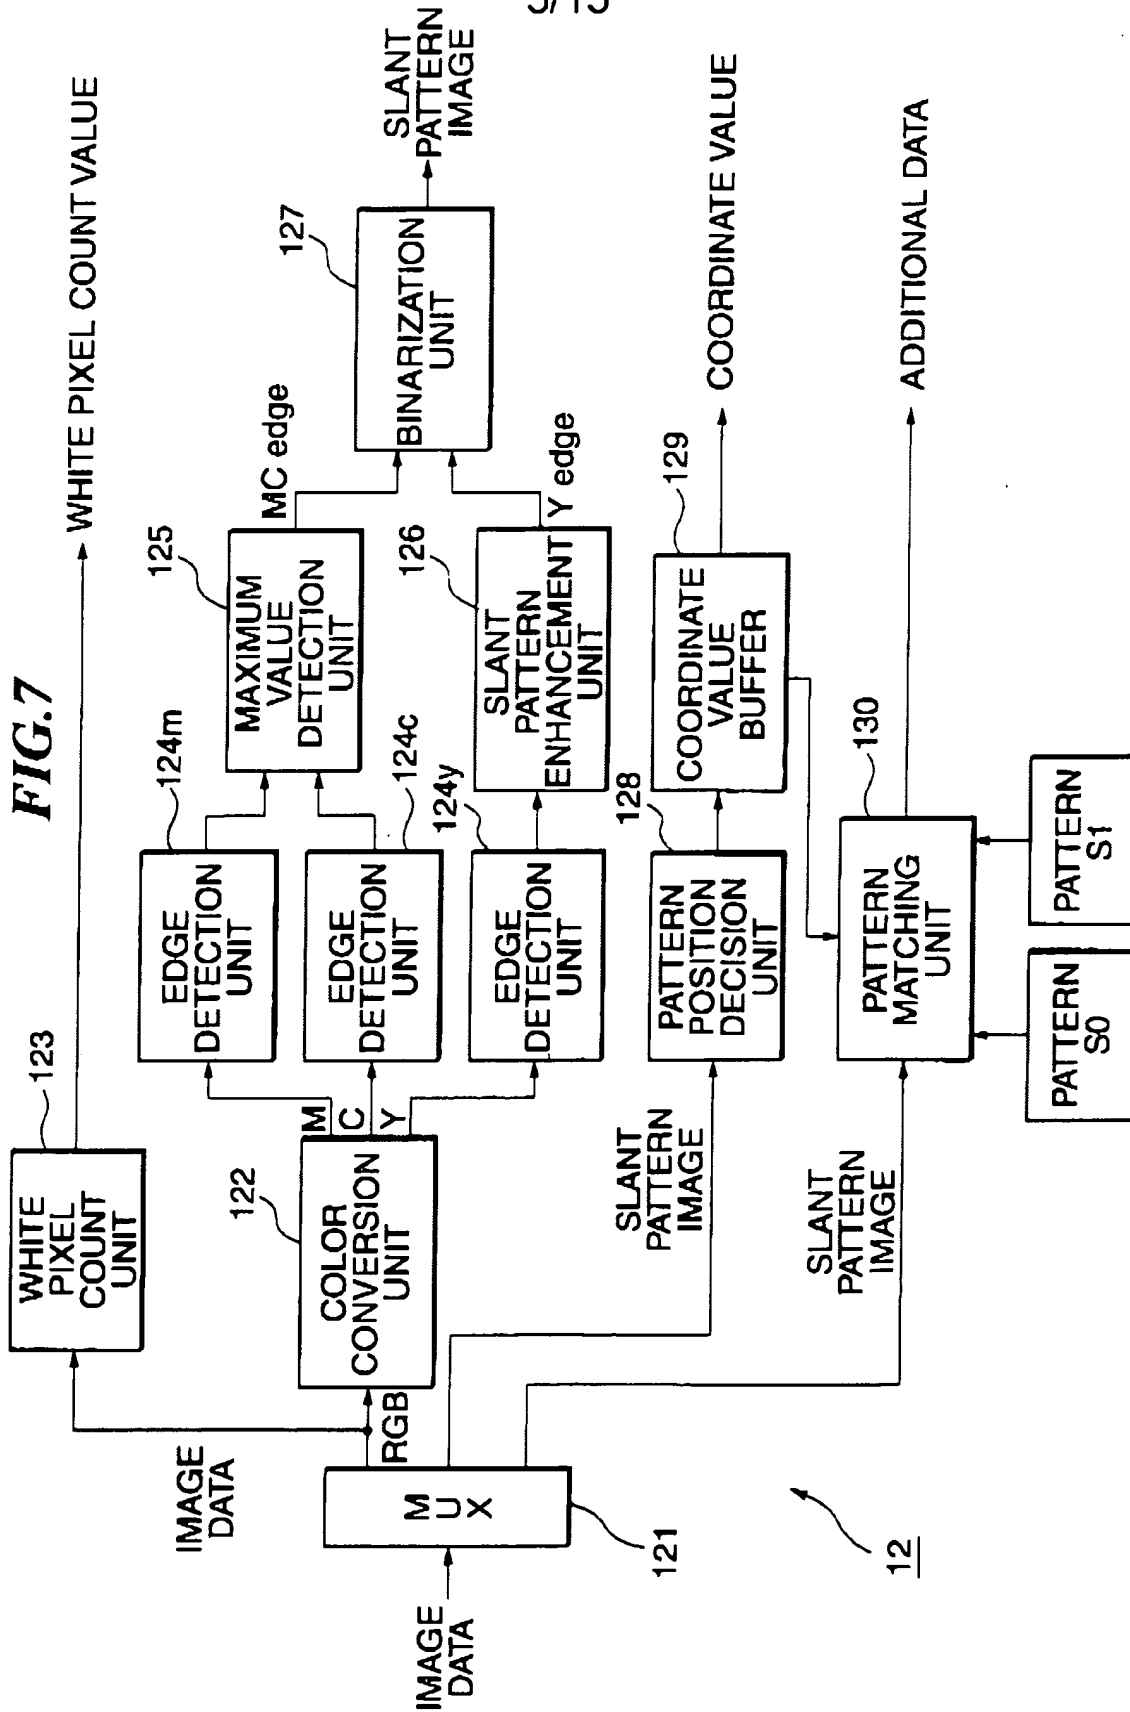 5/15
FIG.7
WHITE
PIXEL
COUNT
UNIT
123
WHITE PIXEL COUNT VALUE
IMAGE
DATA
IMAGE
DATA
M
U
X
121
RGB
COLOR
CONVERSION
UNIT
122
M
C
Y
EDGE
DETECTION
UNIT
124m
EDGE
DETECTION
UNIT
124c
EDGE
DETECTION
UNIT
124y
MAXIMUM
VALUE
DETECTION
UNIT
125
MC edge
SLANT
PATTERN
ENHANCEMENT
UNIT
126
Y edge
BINARIZATION
UNIT
127
SLANT
PATTERN
IMAGE
SLANT
PATTERN
IMAGE
PATTERN
POSITION
DECISION
UNIT
128
COORDINATE
VALUE
BUFFER
129
COORDINATE VALUE
SLANT
PATTERN
IMAGE
PATTERN
MATCHING
UNIT
130
ADDITIONAL DATA
PATTERN
S0
PATTERN
S1
12